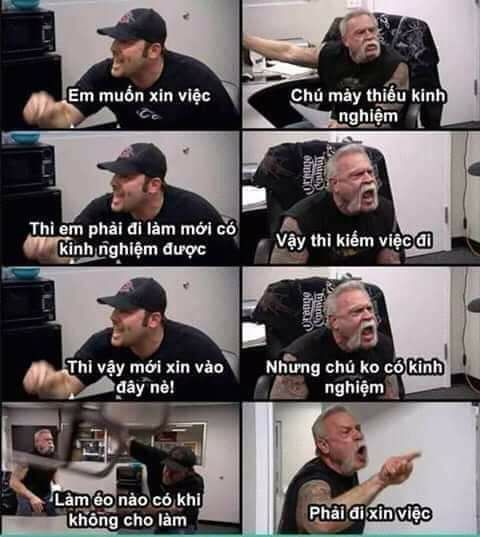 Em muốn xin việc
Chú mày thiếu kinh
nghiệm
Thì em phải đi làm mới có
kinh nghiệm được
Vậy thì kiếm việc đi
Thì vậy mới xin vào
đây nè!
Nhưng chú ko có kinh
nghiệm
Làm éo nào có khi
không cho làm
Phải đi xin việc